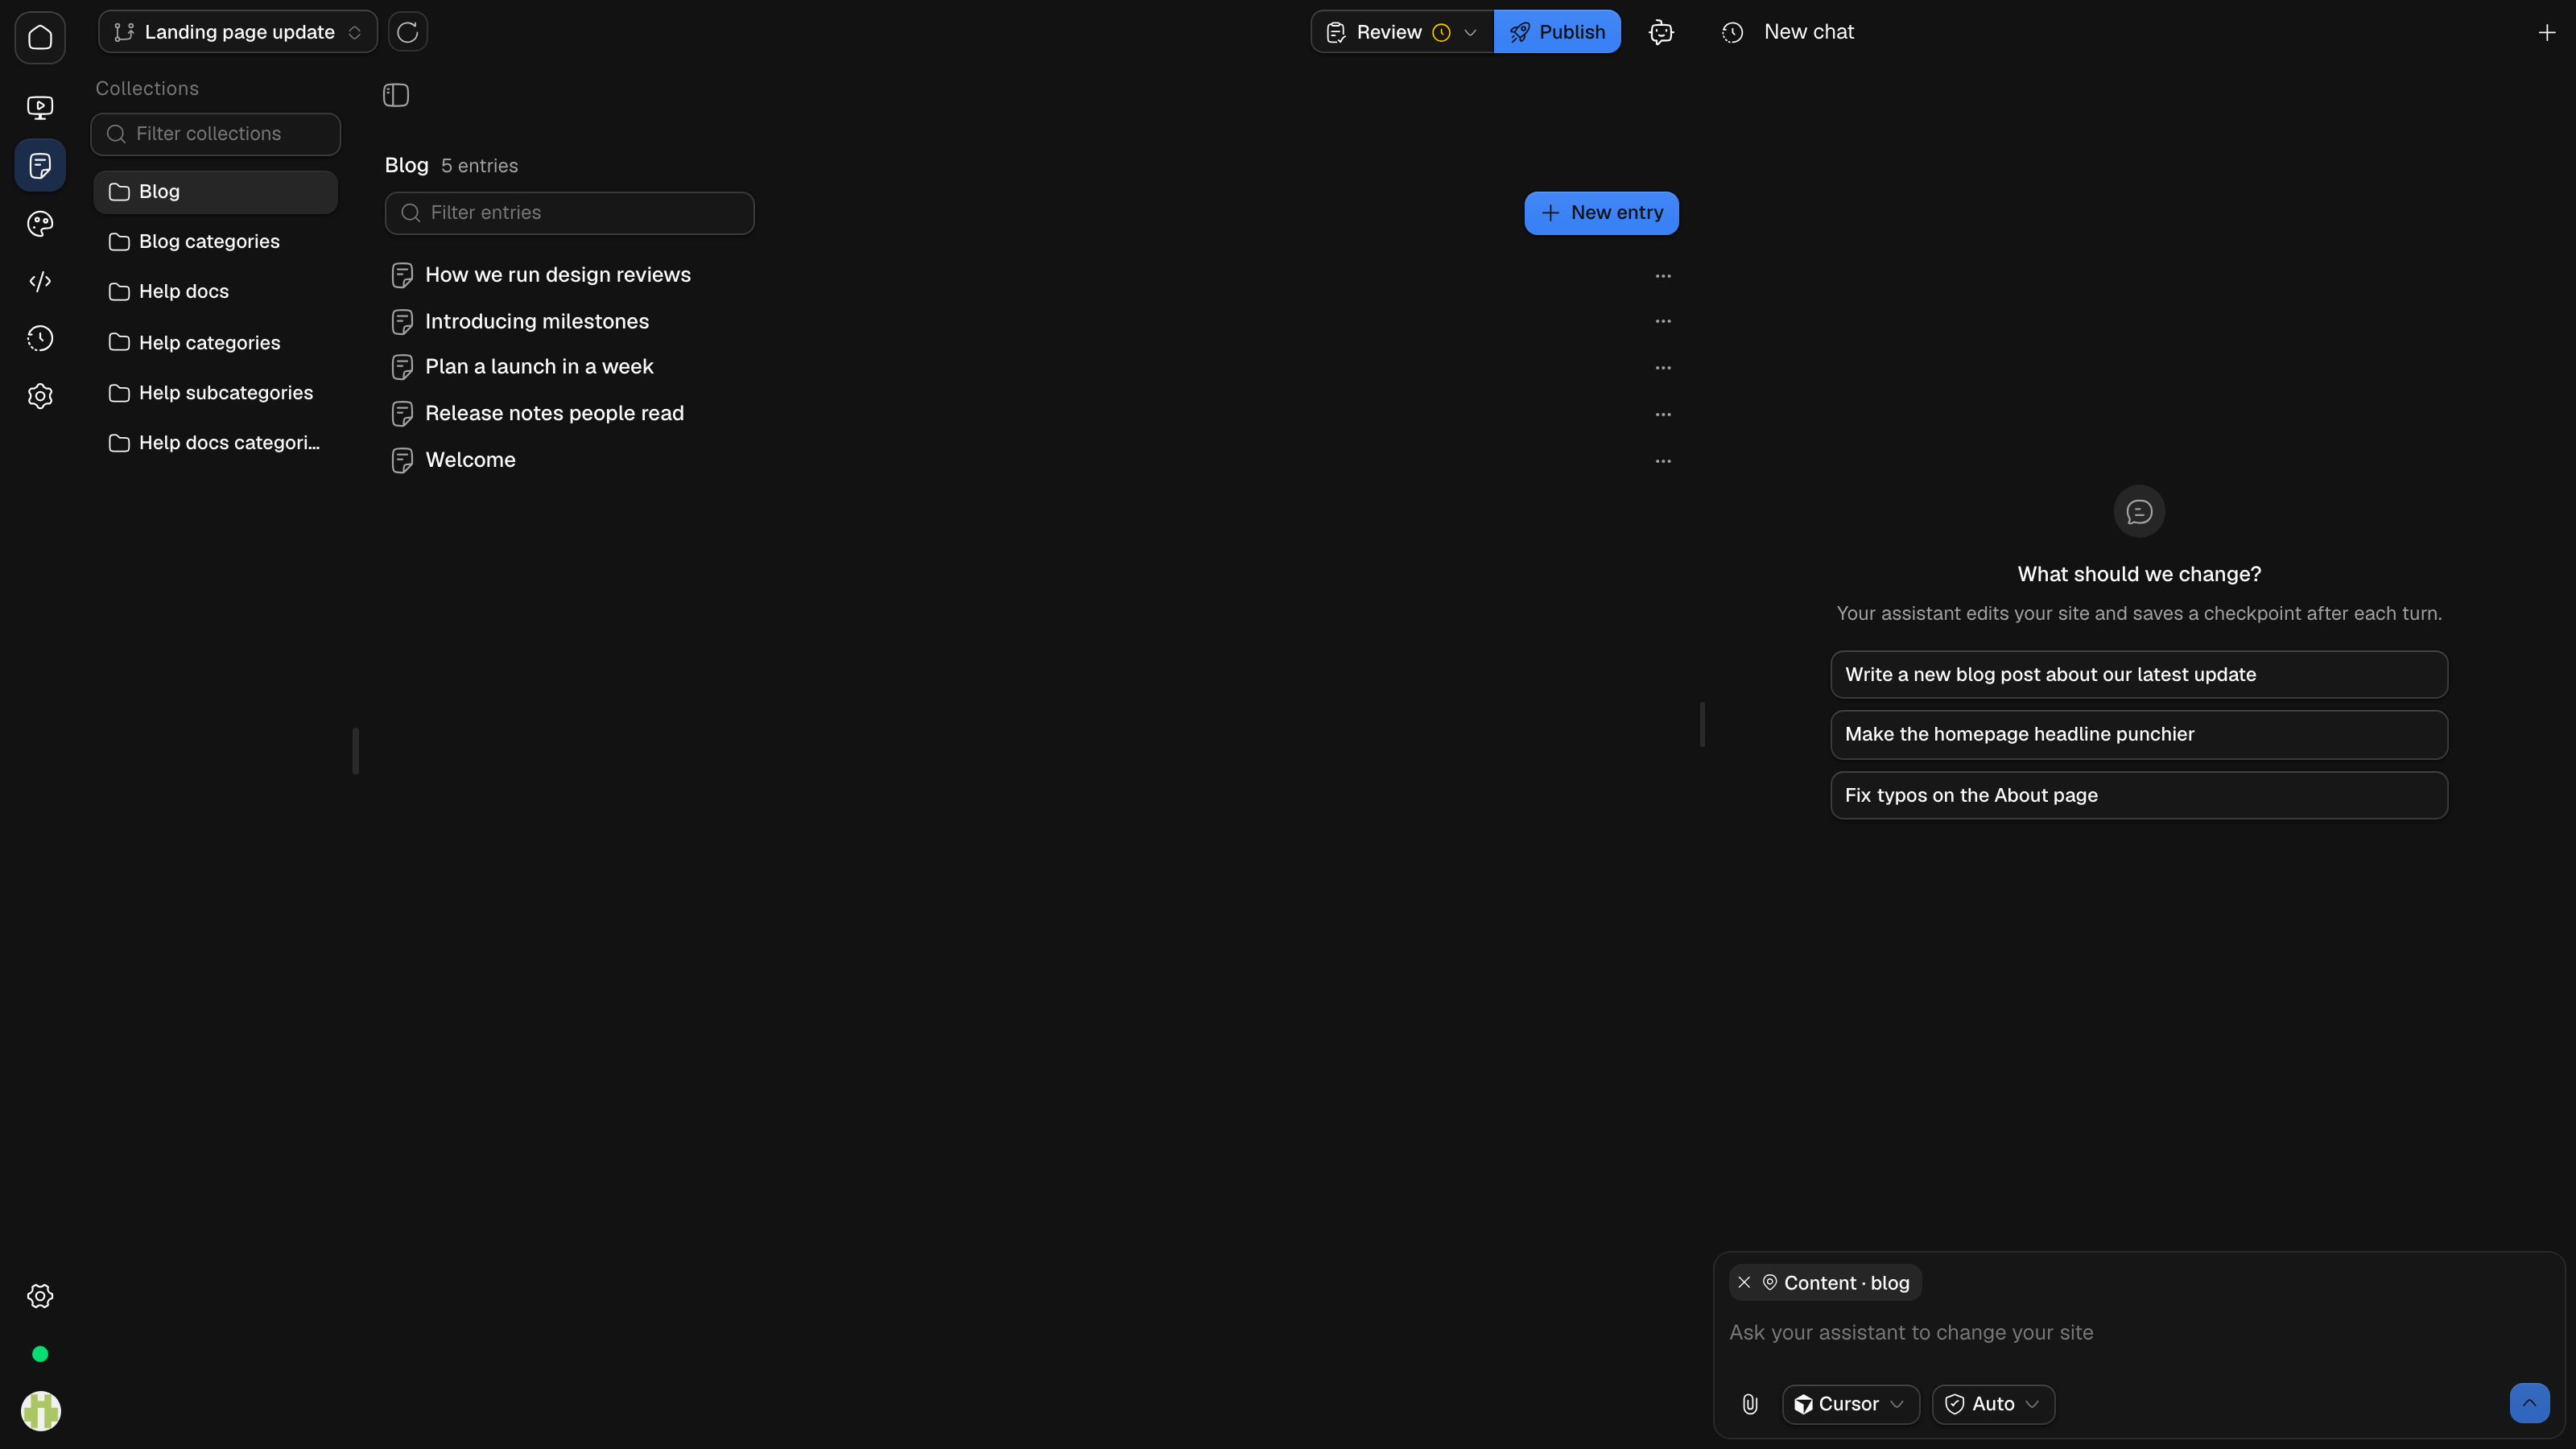 Landing page update
Review
Publish
New chat
Collections
Filter collections
Blog
Blog categories
Help docs
Help categories
Help subcategories
Help docs categori...
Blog 5 entries
Filter entries
New entry
How we run design reviews
Introducing milestones
Plan a launch in a week
Release notes people read
Welcome
What should we change?
Your assistant edits your site and saves a checkpoint after each turn.
Write a new blog post about our latest update
Make the homepage headline punchier
Fix typos on the About page
Content · blog
Ask your assistant to change your site
Cursor
Auto